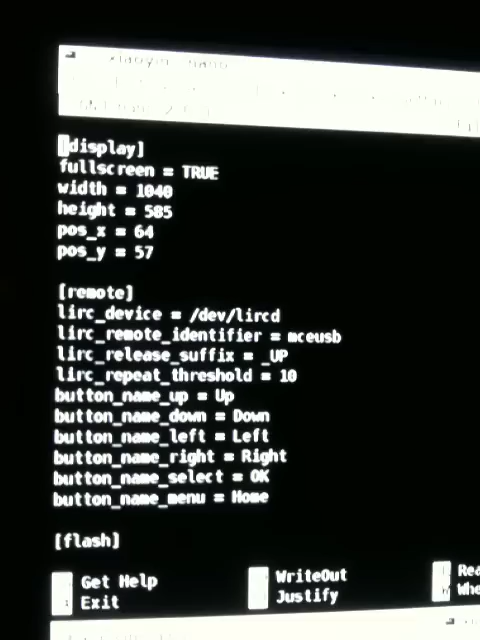 [display]
fullscreen = TRUE
width = 1040
height = 585
pos_x = 64
pos_y = 57
[remote]
lirc_device = /dev/lircd
lirc_remote_identifier = mceusb
lirc_release_suffix = _UP
lirc_repeat_threshold = 10
button_name_up = Up
button_name_down = Down
button_name_left = Left
button_name_right = Right
button_name_select = OK
button_name_menu = Home
[flash]
Get Help WriteOut Rea
Exit Justify Whe